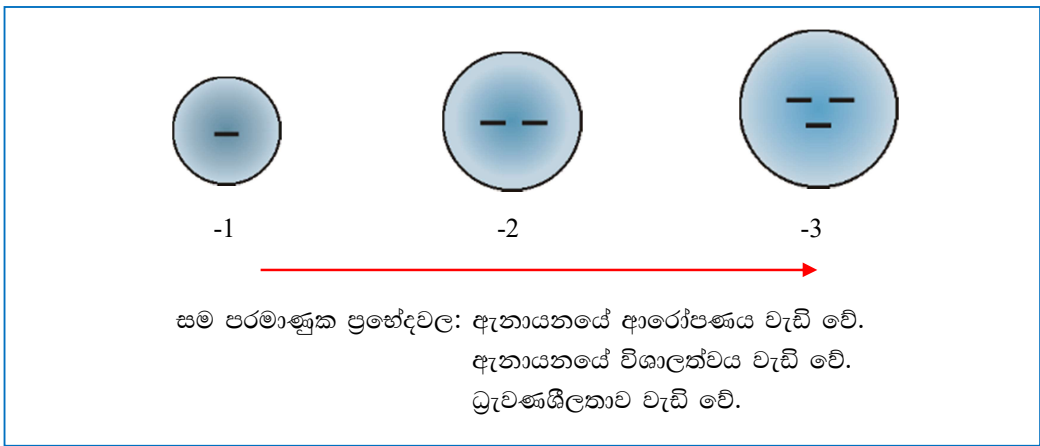 -1 -2 -3
සම පරමාණුක ප්‍රභේදවල: ඇනායනයේ ආරෝපණය වැඩි වේ.
ඇනායනයේ විශාලත්වය වැඩි වේ.
ධ්‍රැවණශීලතාව වැඩි වේ.